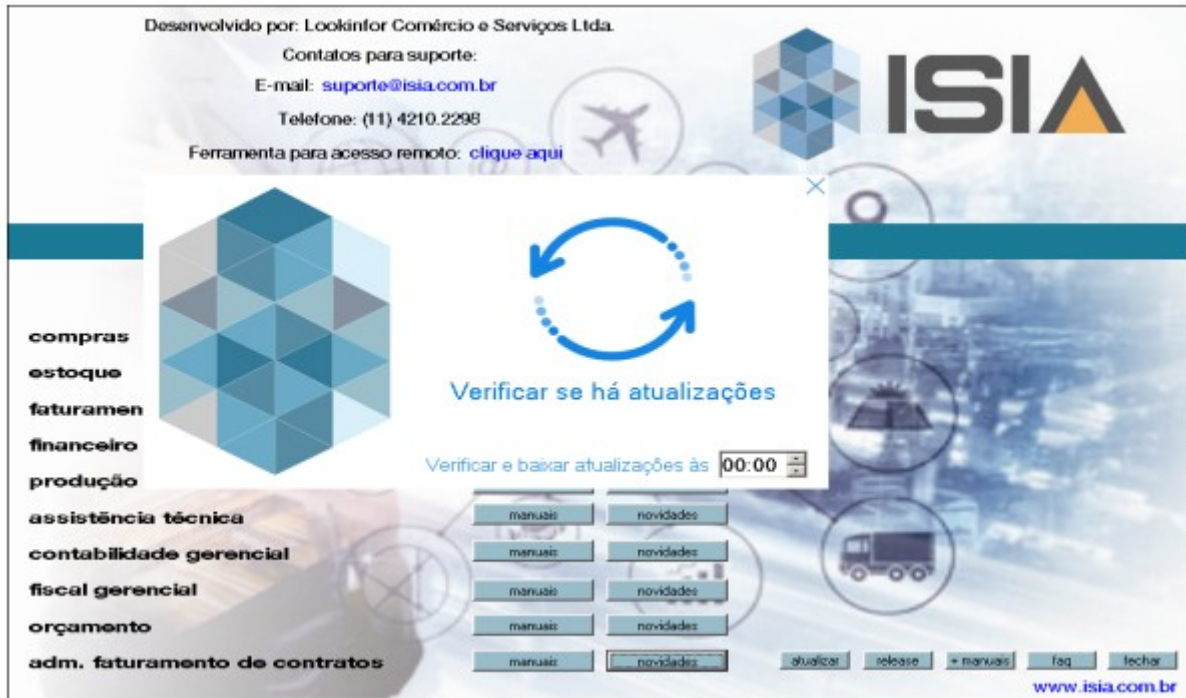 Desenvolvido por: Lookinfor Comércio e Serviços Ltda.
Contatos para suporte:
E-mail: suporte@isia.com.br
Telefone: (11) 4210.2298
Ferramenta para acesso remoto: clique aqui
ISIA
Verificar se há atualizações
Verificar e baixar atualizações às 00:00
compras
estoque
faturamen
financeiro
produção
assistência técnica manuais novidades
contabilidade gerencial manuais novidades
fiscal gerencial manuais novidades
orçamento manuais novidades
adm. faturamento de contratos manuais novidades
atualizar release + manuais faq fechar
www.isia.com.br